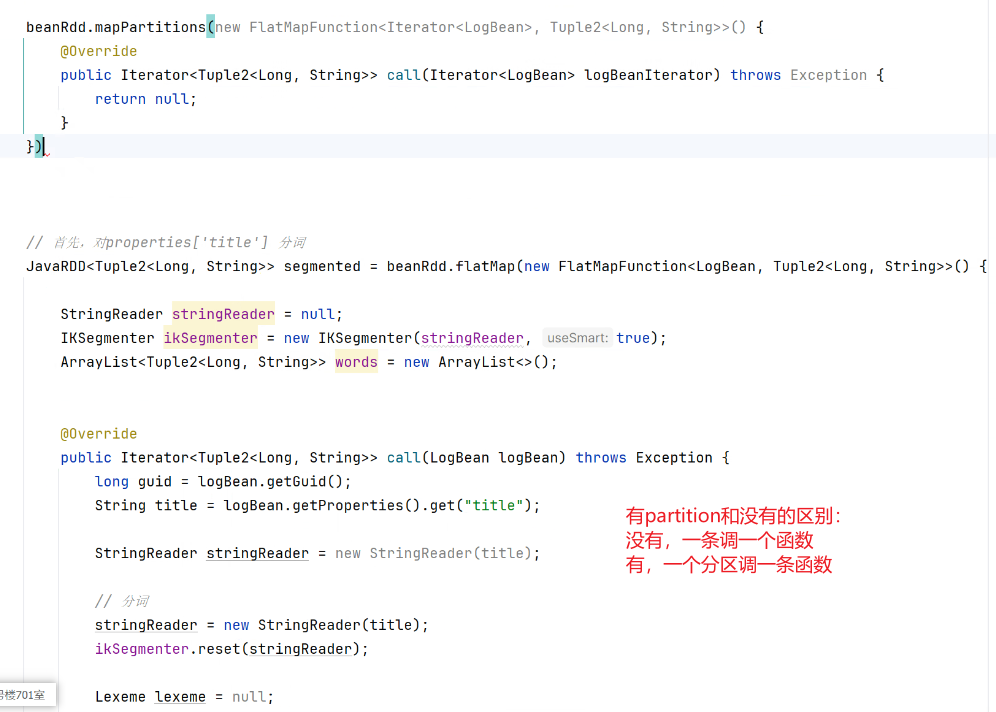 beanRdd.mapPartitions(new FlatMapFunction<Iterator<LogBean>, Tuple2<Long, String>>() {
@Override
public Iterator<Tuple2<Long, String>> call(Iterator<LogBean> logBeanIterator) throws Exception {
return null;
}
})
// 首先，对properties['title'] 分词
JavaRDD<Tuple2<Long, String>> segmented = beanRdd.flatMap(new FlatMapFunction<LogBean, Tuple2<Long, String>>() {
StringReader stringReader = null;
IKSegmenter ikSegmenter = new IKSegmenter(stringReader, useSmart: true);
ArrayList<Tuple2<Long, String>> words = new ArrayList<>();
@Override
public Iterator<Tuple2<Long, String>> call(LogBean logBean) throws Exception {
long guid = logBean.getGuid();
String title = logBean.getProperties().get("title");
有partition和没有的区别：
没有，一条调一个函数
StringReader stringReader = new StringReader(title);
有，一个分区调一条函数
// 分词
stringReader = new StringReader(title);
ikSegmenter.reset(stringReader);
楼701室
Lexeme lexeme = null;